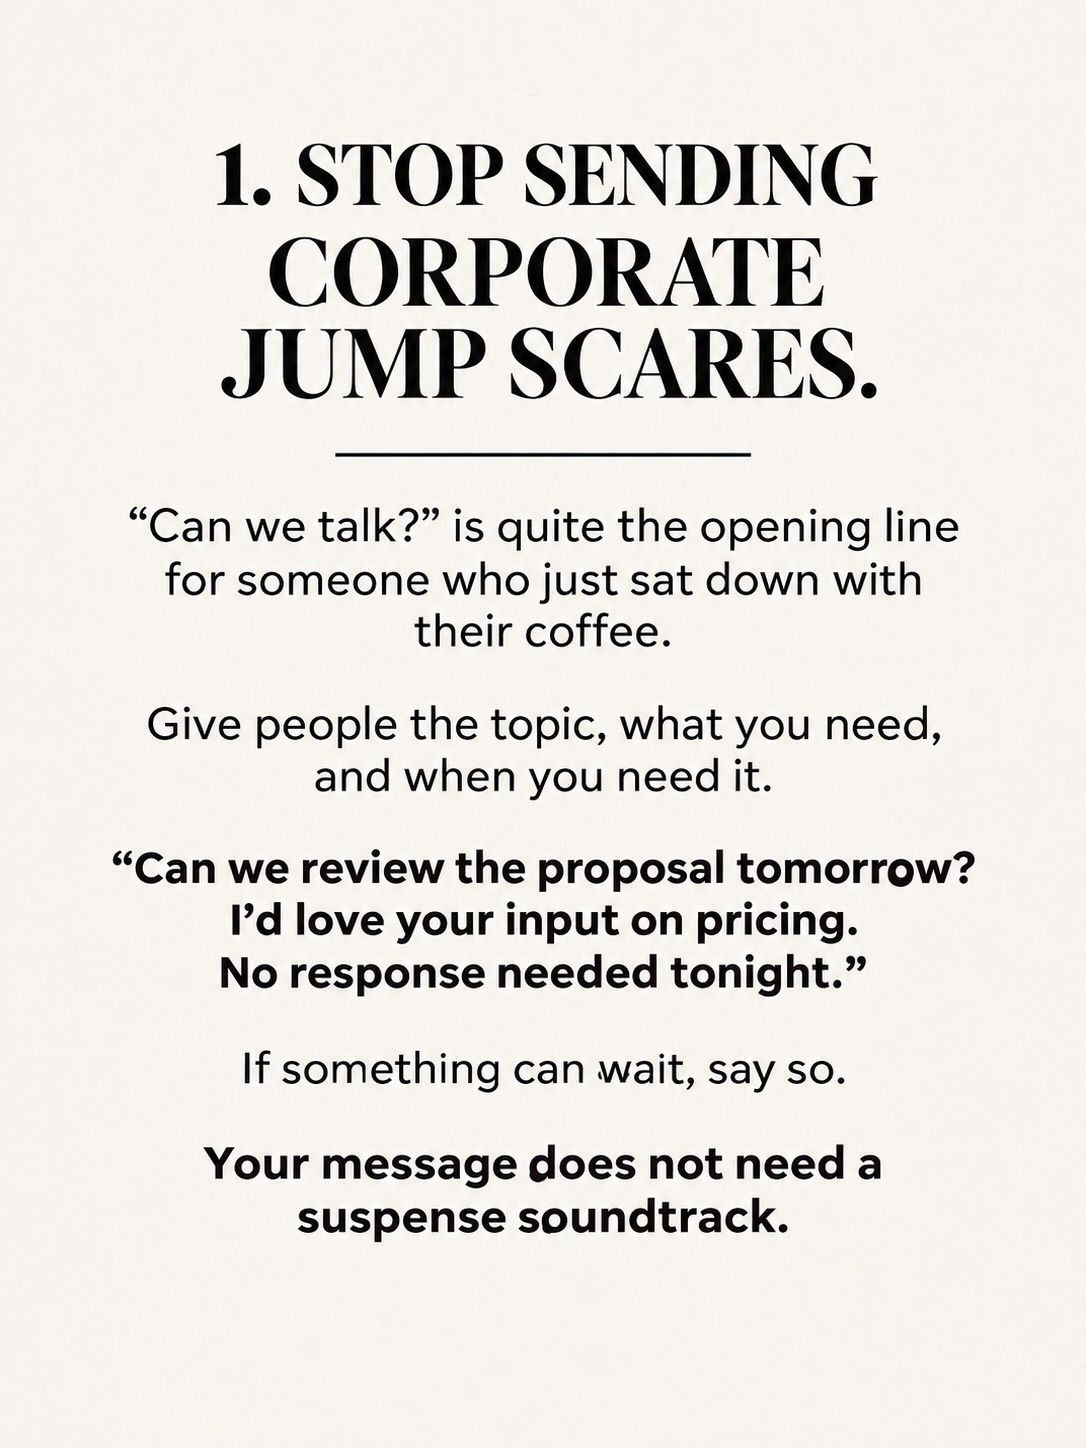 1. STOP SENDING
CORPORATE
JUMP SCARES.
“Can we talk?” is quite the opening line
for someone who just sat down with
their coffee.
Give people the topic, what you need,
and when you need it.
“Can we review the proposal tomorrow?
I’d love your input on pricing.
No response needed tonight.”
If something can wait, say so.
Your message does not need a
suspense soundtrack.